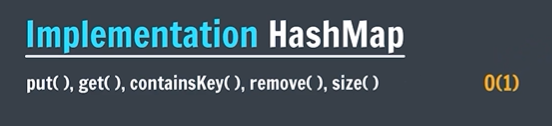 Implementation HashMap
put( ), get( ), containsKey( ), remove( ), size( ) O(1)